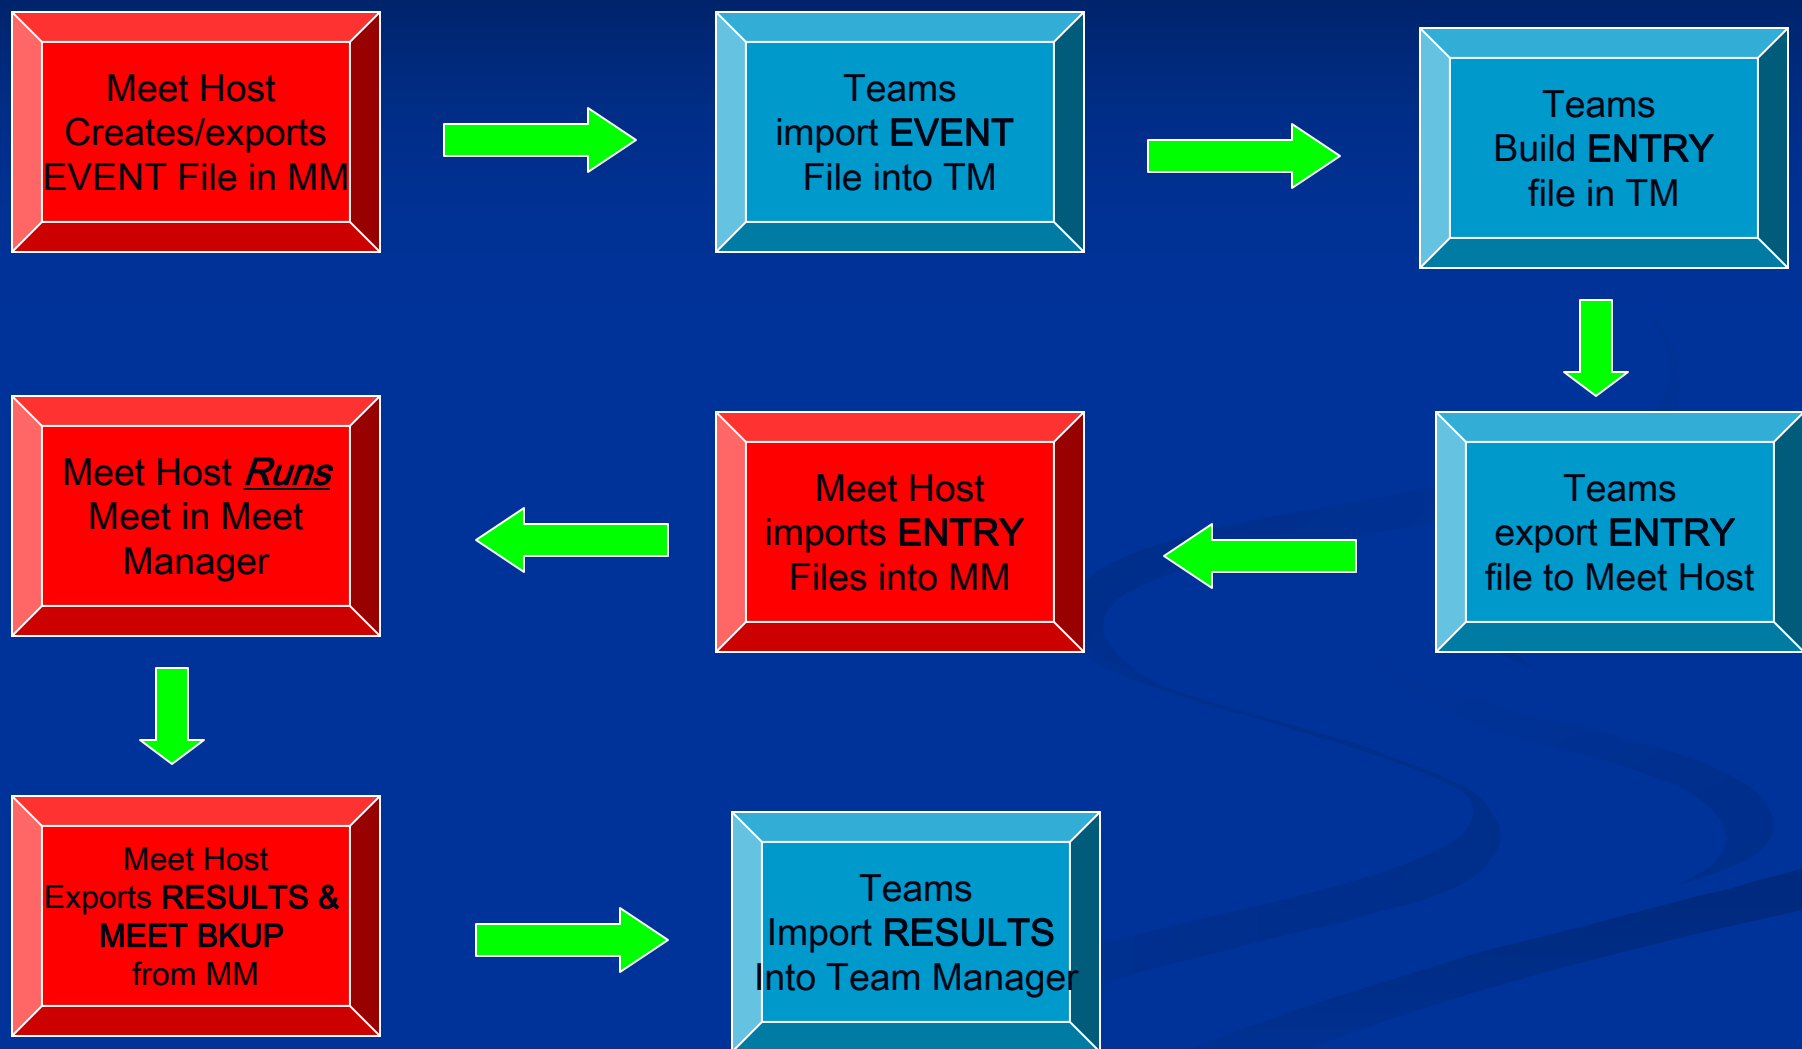 Meet Host
Creates/exports
EVENT File in MM
Teams
import EVENT
File into TM
Teams
Build ENTRY
file in TM
Teams
export ENTRY
file to Meet Host
Meet Host
imports ENTRY
Files into MM
Meet Host Runs
Meet in Meet
Manager
Meet Host
Exports RESULTS &
MEET BKUP
from MM
Teams
Import RESULTS
Into Team Manager